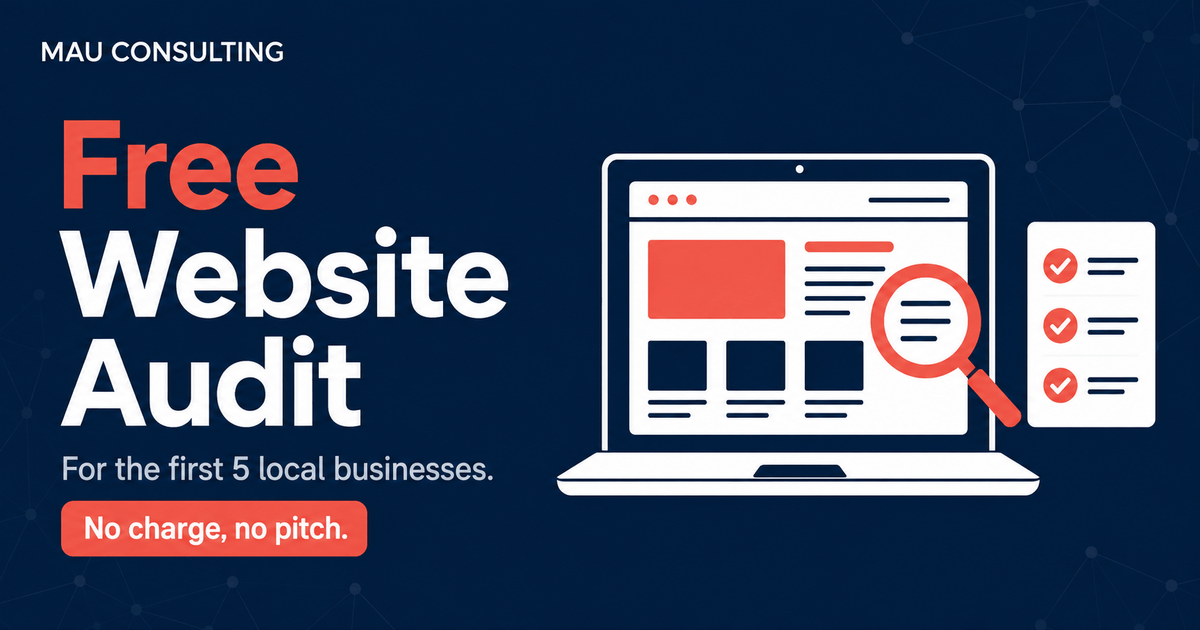 MAU CONSULTING
Free
Website
Audit
For the first 5 local businesses.
No charge, no pitch.